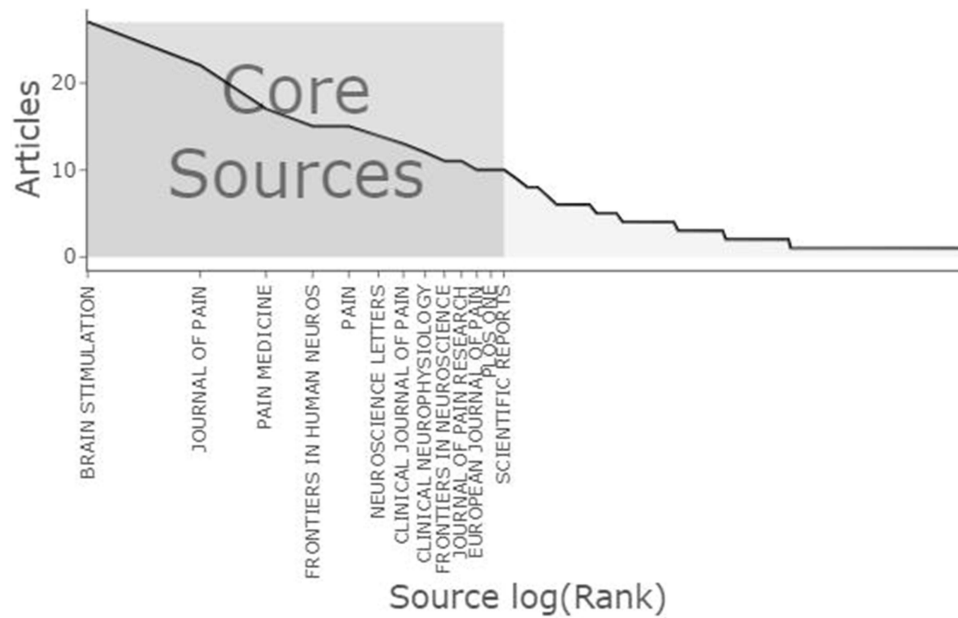 Articles
20
10
0
Core
Sources
BRAIN STIMULATION
JOURNAL OF PAIN
PAIN MEDICINE
FRONTIERS IN HUMAN NEUROS
PAIN
NEUROSCIENCE LETTERS
CLINICAL JOURNAL OF PAIN
CLINICAL NEUROPHYSIOLOGY
FRONTIERS IN NEUROSCIENCE
JOURNAL OF PAIN RESEARCH
EUROPEAN JOURNAL OF PAIN
PLOS ONE
SCIENTIFIC REPORTS
Source log(Rank)